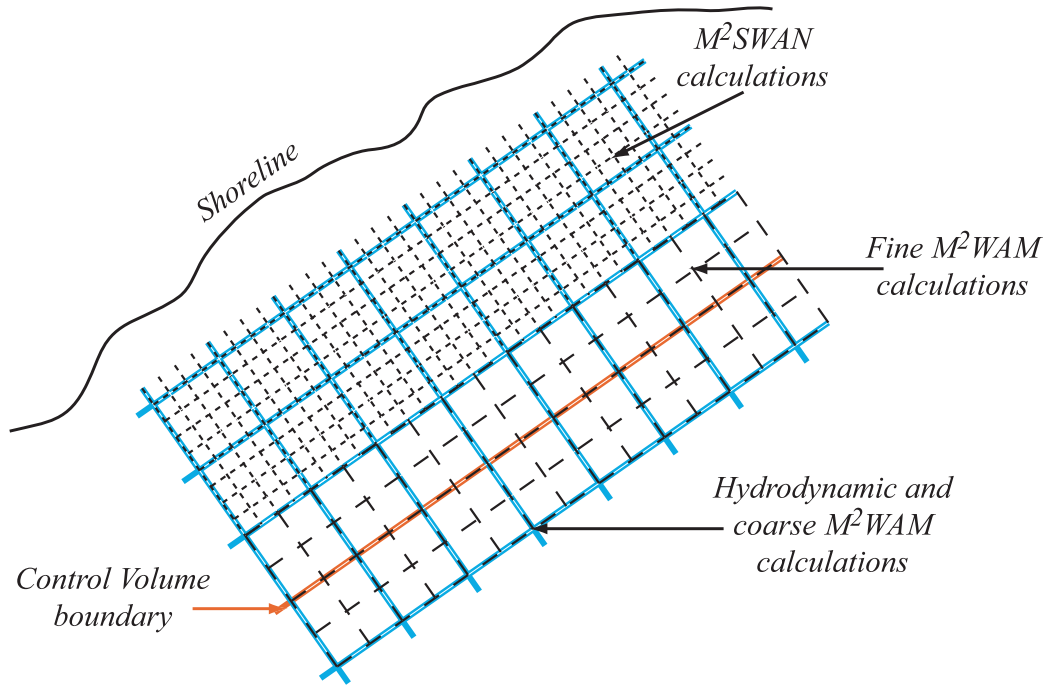 M²SWAN
calculations
Shoreline
Fine M²WAM
calculations
Hydrodynamic and
coarse M²WAM
calculations
Control Volume
boundary